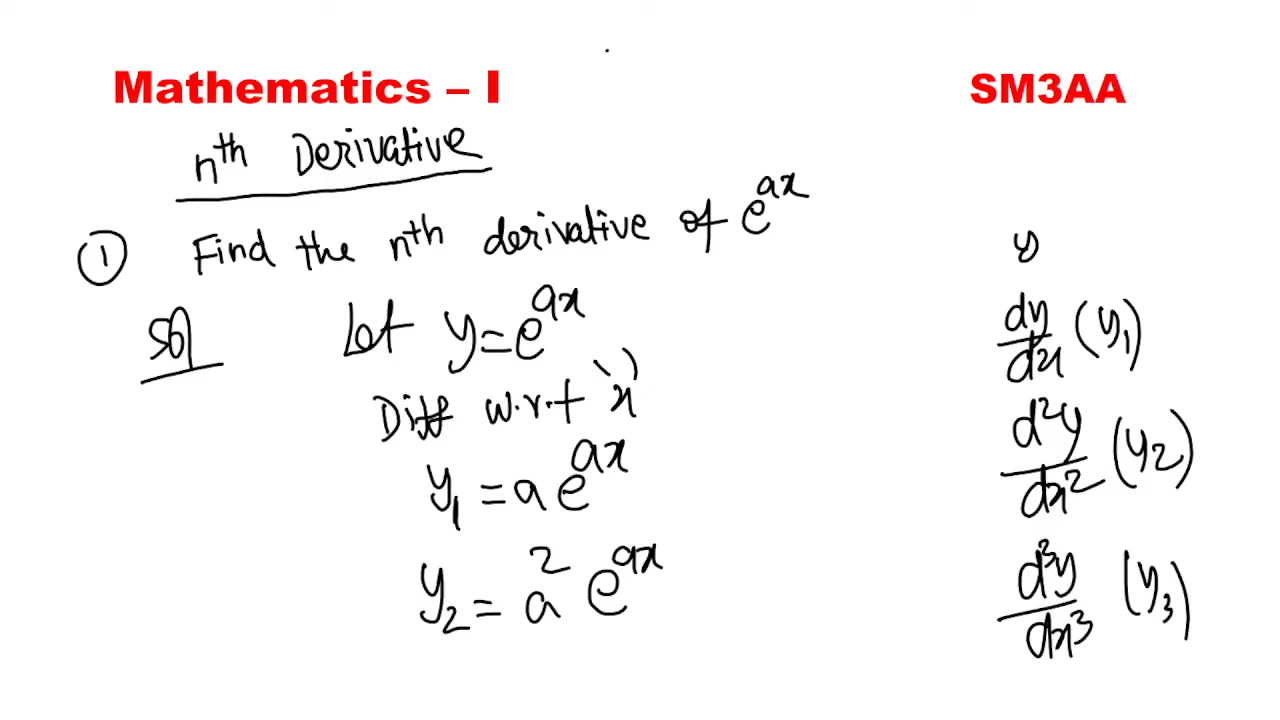 Mathematics – I
SM3AA
nth Derivative
① Find the nth derivative of e^ax
Sol
Let y = e^ax
Diff w.r.t 'x'
y₁ = a e^ax
y₂ = a² e^ax
y
dy/dx (y₁)
d²y/dx² (y₂)
d³y/dx³ (y₃)